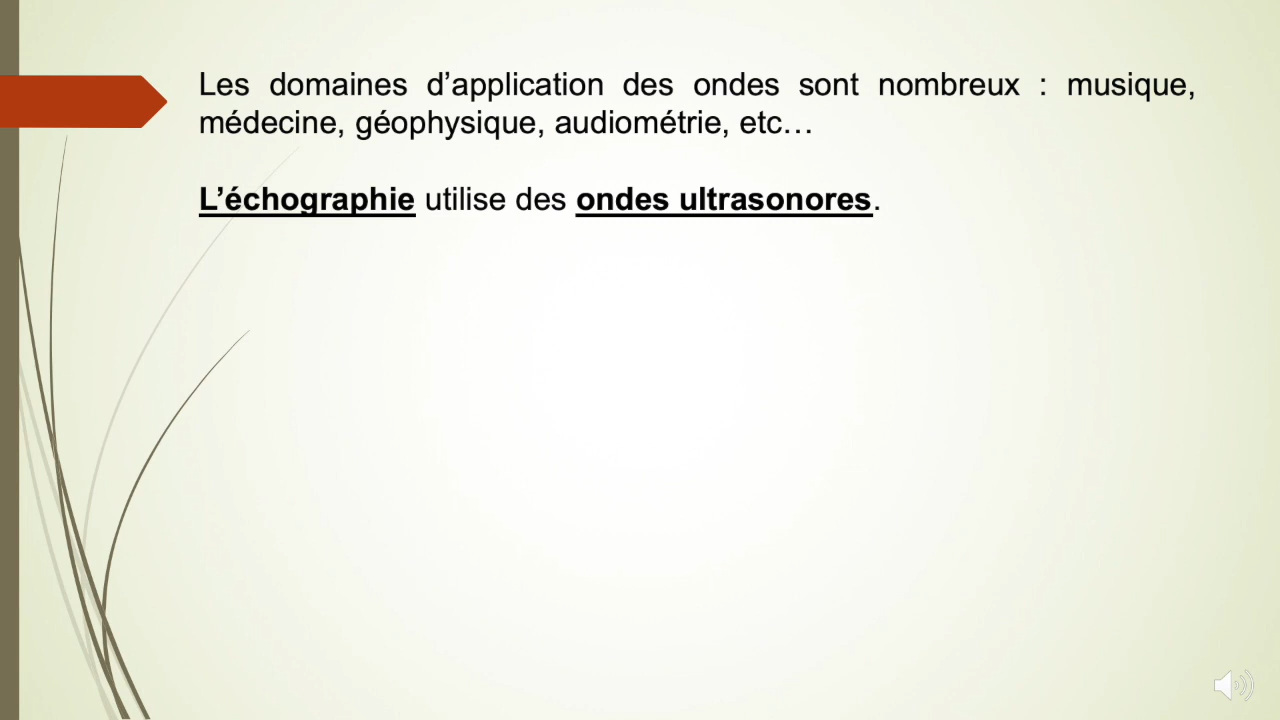 Les domaines d’application des ondes sont nombreux : musique,
médecine, géophysique, audiométrie, etc…
L’échographie utilise des ondes ultrasonores.